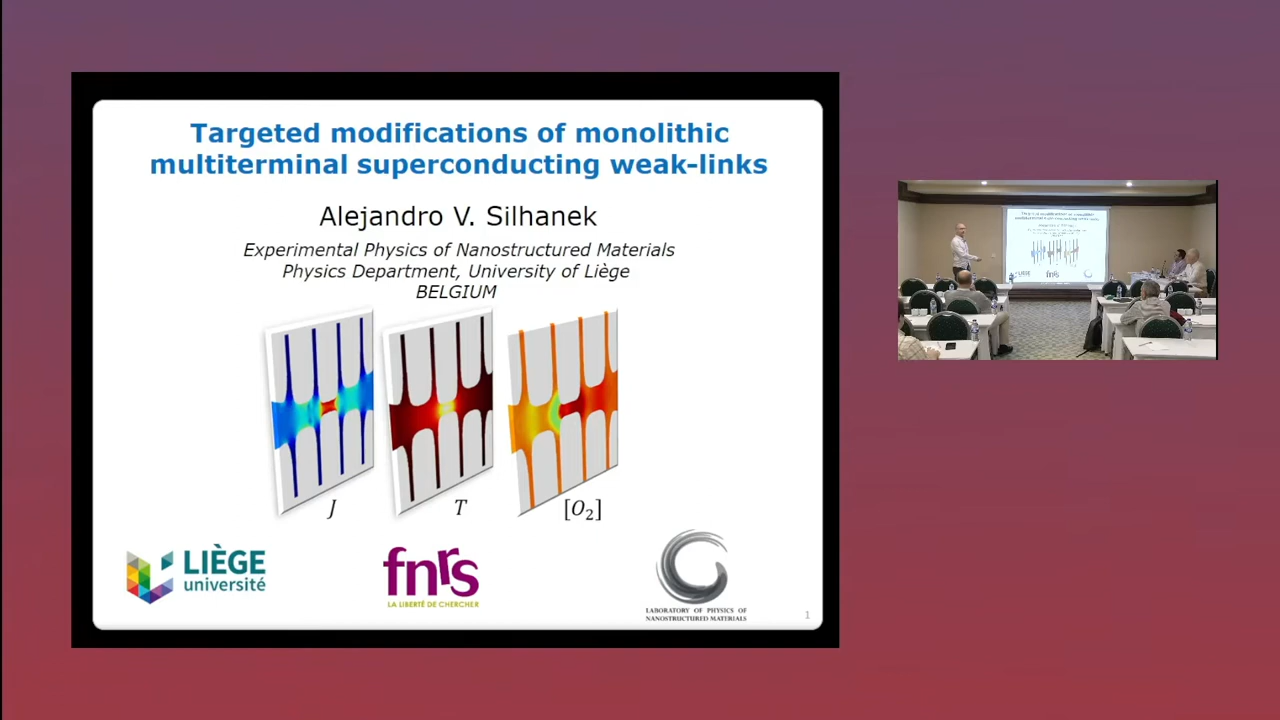 Targeted modifications of monolithic
multiterminal superconducting weak-links
Alejandro V. Silhanek
Experimental Physics of Nanostructured Materials
Physics Department, University of Liège
BELGIUM
J
T
[O₂]
LIÈGE
université
fnrs
LA LIBERTÉ DE CHERCHER
LABORATORY OF PHYSICS OF
NANOSTRUCTURED MATERIALS
1